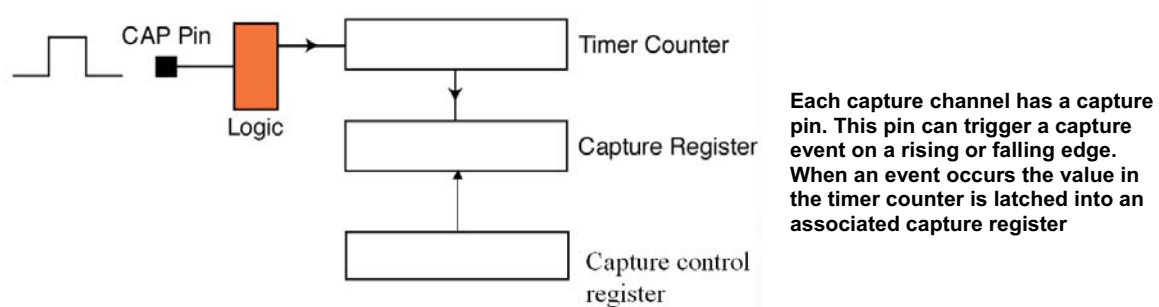 CAP Pin
Logic
Timer Counter
Capture Register
Capture control
register
Each capture channel has a capture
pin. This pin can trigger a capture
event on a rising or falling edge.
When an event occurs the value in
the timer counter is latched into an
associated capture register